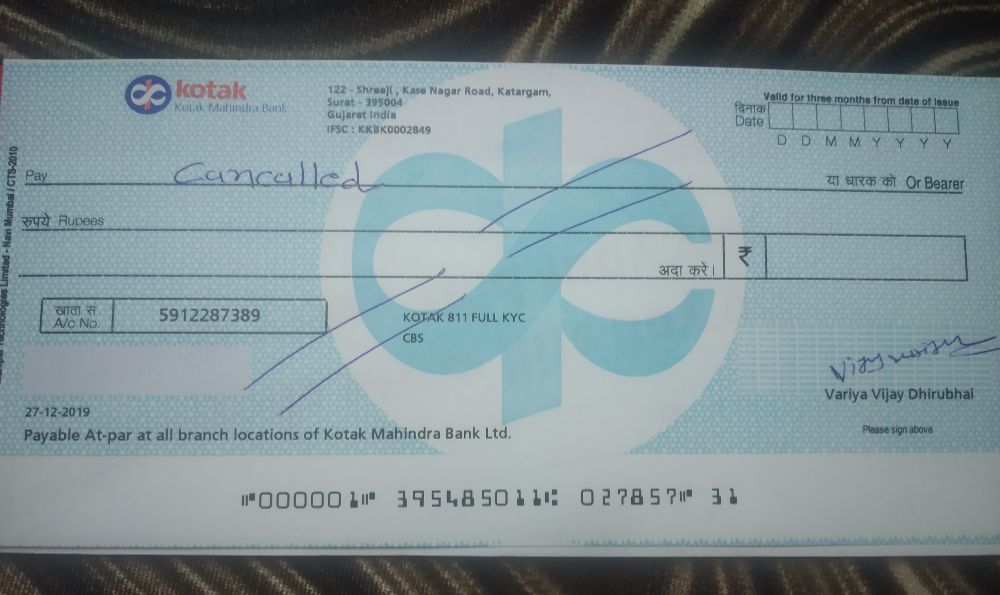 kotak
Kotak Mahindra Bank
122 - Shreeji , Kase Nagar Road, Katargam,
Surat - 395004
Gujarat India
IFSC : KKBK0002849
Valid for three months from date of issue
दिनांक
Date
D D M M Y Y Y Y
Pay Cancalled या धारक को Or Bearer
रुपये Rupees
अदा करें। ₹
खाता सं
A/c No. 5912287389
KOTAK 811 FULL KYC
CBS
Variya Vijay Dhirubhai
Please sign above
27-12-2019
Payable At-par at all branch locations of Kotak Mahindra Bank Ltd.
⑈000001⑈ 395485011⑆ 027857⑈ 31
Technologies Limited - Navi Mumbai / CTS-2010